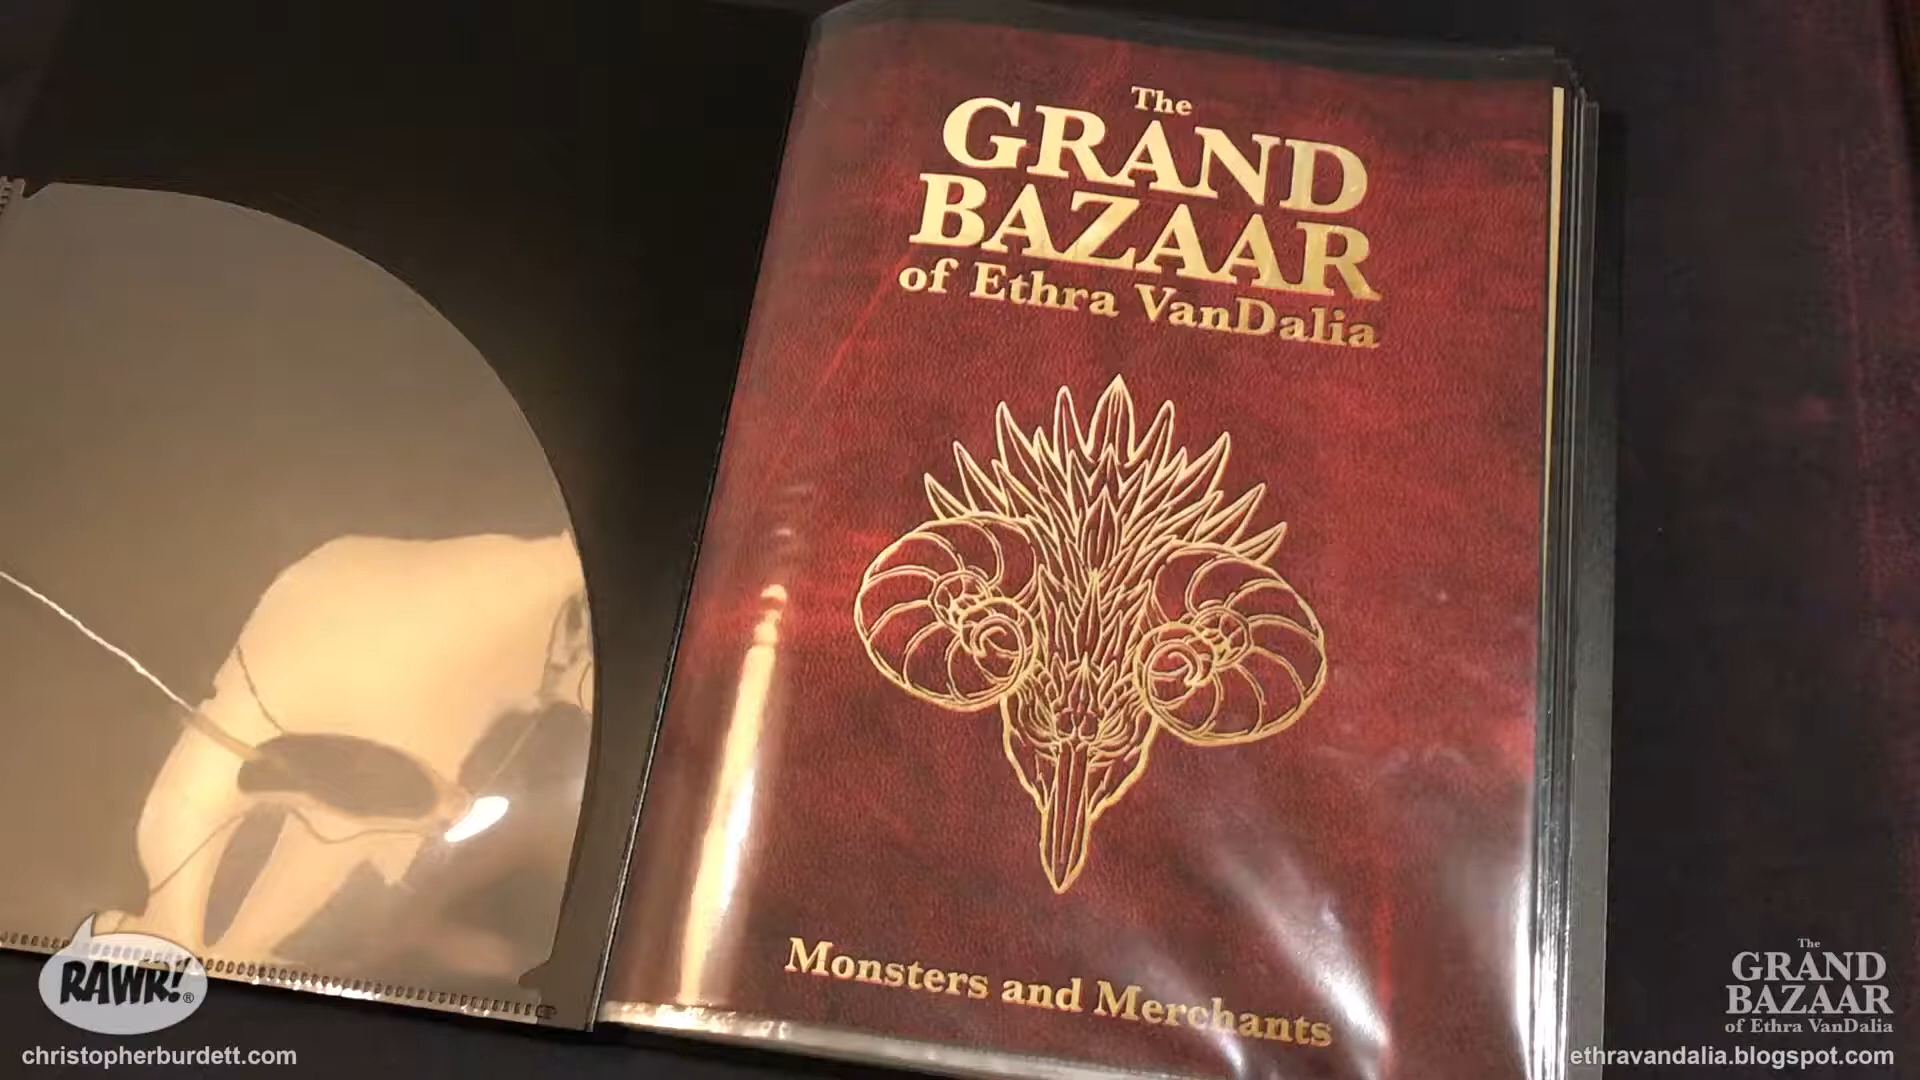 The
GRAND
BAZAAR
of Ethra VanDalia
Monsters and Merchants
RAWR!®
christopherburdett.com
The
GRAND
BAZAAR
of Ethra VanDalia
ethravandalia.blogspot.com